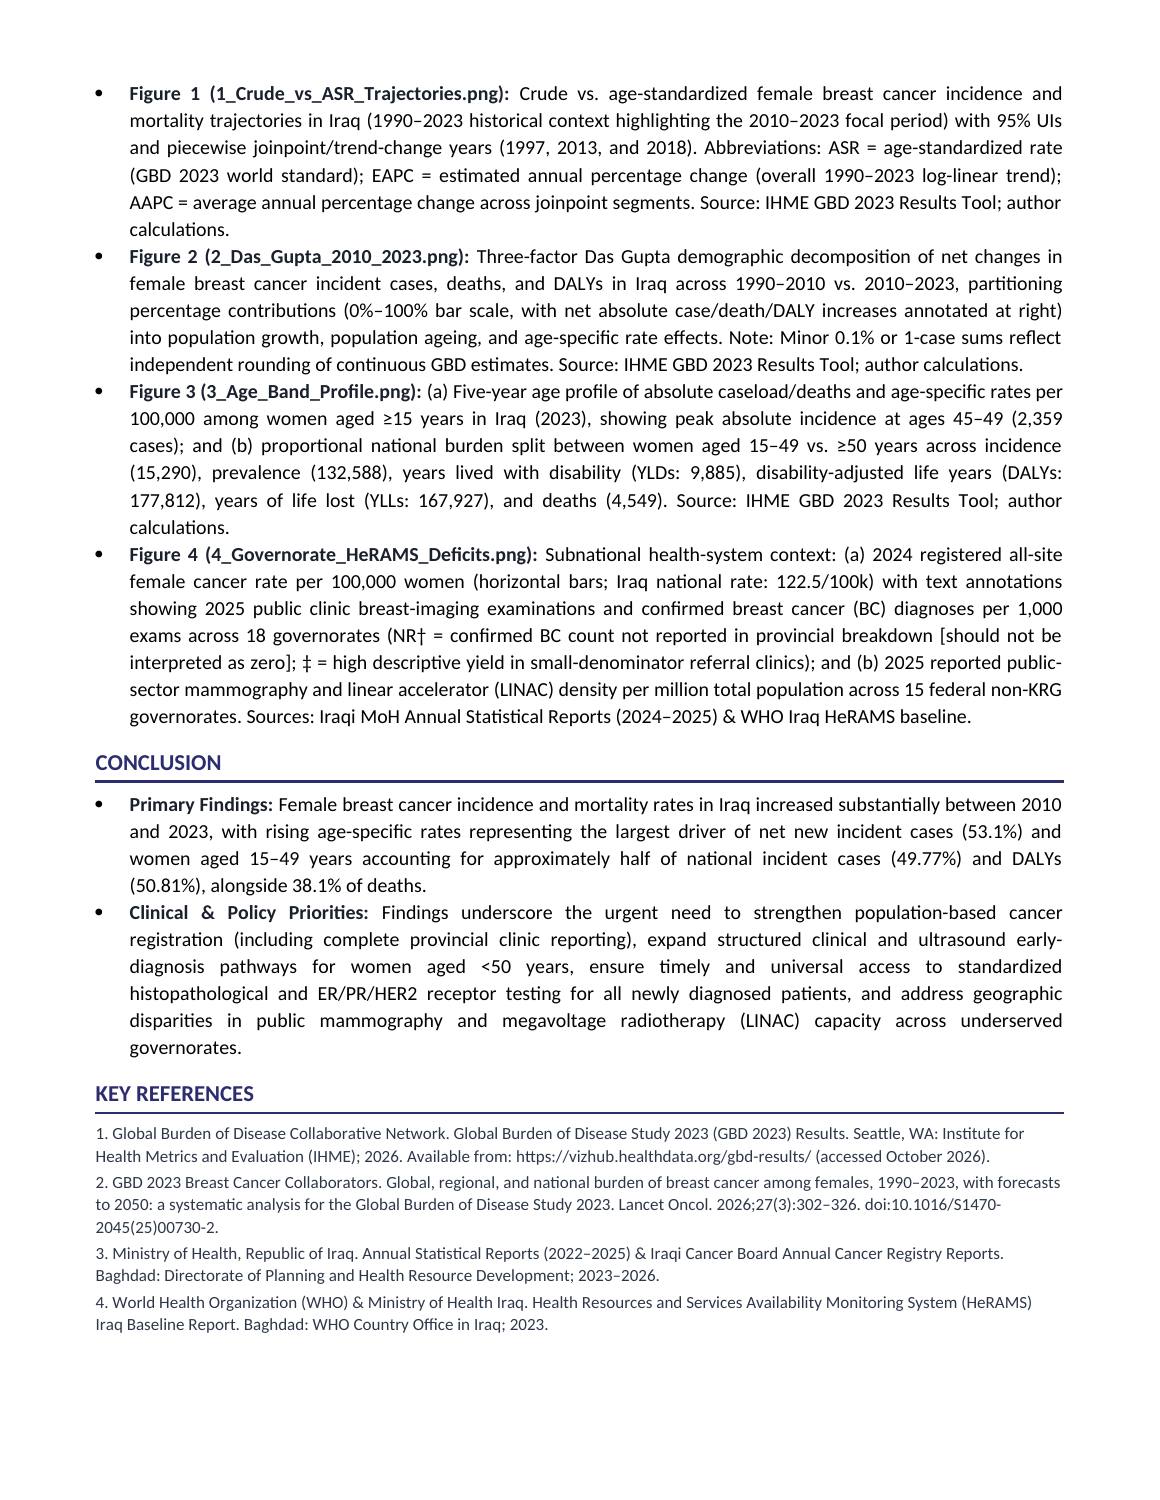 • Figure 1 (1_Crude_vs_ASR_Trajectories.png): Crude vs. age-standardized female breast cancer incidence and
mortality trajectories in Iraq (1990–2023 historical context highlighting the 2010–2023 focal period) with 95% UIs
and piecewise joinpoint/trend-change years (1997, 2013, and 2018). Abbreviations: ASR = age-standardized rate
(GBD 2023 world standard); EAPC = estimated annual percentage change (overall 1990–2023 log-linear trend);
AAPC = average annual percentage change across joinpoint segments. Source: IHME GBD 2023 Results Tool; author
calculations.
• Figure 2 (2_Das_Gupta_2010_2023.png): Three-factor Das Gupta demographic decomposition of net changes in
female breast cancer incident cases, deaths, and DALYs in Iraq across 1990–2010 vs. 2010–2023, partitioning
percentage contributions (0%–100% bar scale, with net absolute case/death/DALY increases annotated at right)
into population growth, population ageing, and age-specific rate effects. Note: Minor 0.1% or 1-case sums reflect
independent rounding of continuous GBD estimates. Source: IHME GBD 2023 Results Tool; author calculations.
• Figure 3 (3_Age_Band_Profile.png): (a) Five-year age profile of absolute caseload/deaths and age-specific rates per
100,000 among women aged ≥15 years in Iraq (2023), showing peak absolute incidence at ages 45–49 (2,359
cases); and (b) proportional national burden split between women aged 15–49 vs. ≥50 years across incidence
(15,290), prevalence (132,588), years lived with disability (YLDs: 9,885), disability-adjusted life years (DALYs:
177,812), years of life lost (YLLs: 167,927), and deaths (4,549). Source: IHME GBD 2023 Results Tool; author
calculations.
• Figure 4 (4_Governorate_HeRAMS_Deficits.png): Subnational health-system context: (a) 2024 registered all-site
female cancer rate per 100,000 women (horizontal bars; Iraq national rate: 122.5/100k) with text annotations
showing 2025 public clinic breast-imaging examinations and confirmed breast cancer (BC) diagnoses per 1,000
exams across 18 governorates (NR† = confirmed BC count not reported in provincial breakdown [should not be
interpreted as zero]; ‡ = high descriptive yield in small-denominator referral clinics); and (b) 2025 reported public-
sector mammography and linear accelerator (LINAC) density per million total population across 15 federal non-KRG
governorates. Sources: Iraqi MoH Annual Statistical Reports (2024–2025) & WHO Iraq HeRAMS baseline.
CONCLUSION
• Primary Findings: Female breast cancer incidence and mortality rates in Iraq increased substantially between 2010
and 2023, with rising age-specific rates representing the largest driver of net new incident cases (53.1%) and
women aged 15–49 years accounting for approximately half of national incident cases (49.77%) and DALYs
(50.81%), alongside 38.1% of deaths.
• Clinical & Policy Priorities: Findings underscore the urgent need to strengthen population-based cancer
registration (including complete provincial clinic reporting), expand structured clinical and ultrasound early-
diagnosis pathways for women aged <50 years, ensure timely and universal access to standardized
histopathological and ER/PR/HER2 receptor testing for all newly diagnosed patients, and address geographic
disparities in public mammography and megavoltage radiotherapy (LINAC) capacity across underserved
governorates.
KEY REFERENCES
1. Global Burden of Disease Collaborative Network. Global Burden of Disease Study 2023 (GBD 2023) Results. Seattle, WA: Institute for
Health Metrics and Evaluation (IHME); 2026. Available from: https://vizhub.healthdata.org/gbd-results/ (accessed October 2026).
2. GBD 2023 Breast Cancer Collaborators. Global, regional, and national burden of breast cancer among females, 1990–2023, with forecasts
to 2050: a systematic analysis for the Global Burden of Disease Study 2023. Lancet Oncol. 2026;27(3):302–326. doi:10.1016/S1470-
2045(25)00730-2.
3. Ministry of Health, Republic of Iraq. Annual Statistical Reports (2022–2025) & Iraqi Cancer Board Annual Cancer Registry Reports.
Baghdad: Directorate of Planning and Health Resource Development; 2023–2026.
4. World Health Organization (WHO) & Ministry of Health Iraq. Health Resources and Services Availability Monitoring System (HeRAMS)
Iraq Baseline Report. Baghdad: WHO Country Office in Iraq; 2023.